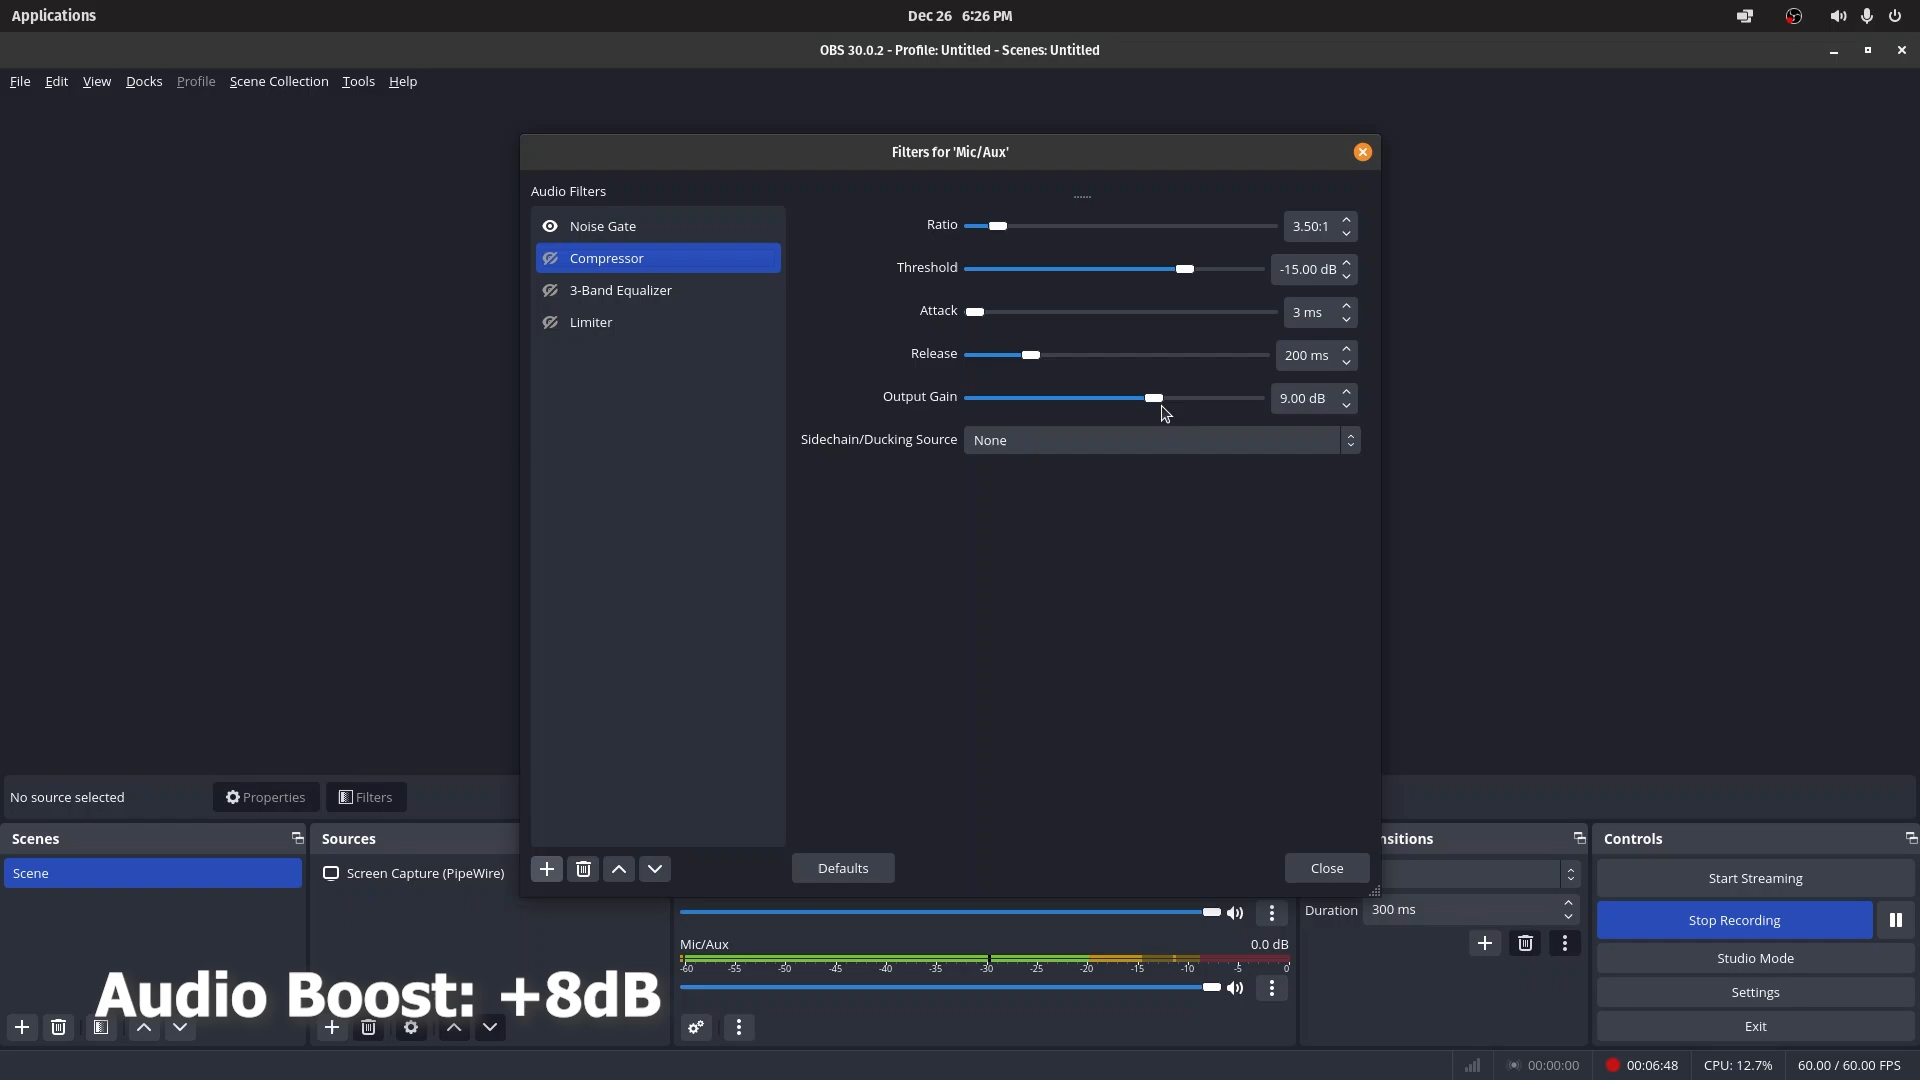 Applications
Dec 26 6:26 PM
OBS 30.0.2 - Profile: Untitled - Scenes: Untitled
File Edit View Docks Profile Scene Collection Tools Help
Filters for 'Mic/Aux'
Audio Filters
Noise Gate
Compressor
3-Band Equalizer
Limiter
Ratio 3.50:1
Threshold -15.00 dB
Attack 3 ms
Release 200 ms
Output Gain 9.00 dB
Sidechain/Ducking Source None
Defaults
Close
No source selected
Properties
Filters
Scenes
Scene
Sources
Screen Capture (PipeWire)
Mic/Aux 0.0 dB
-60 -55 -50 -45 -40 -35 -30 -25 -20 -15 -10 -5 0
nsitions
Duration 300 ms
Controls
Start Streaming
Stop Recording
Studio Mode
Settings
Exit
Audio Boost: +8dB
00:00:00
00:06:48
CPU: 12.7%
60.00 / 60.00 FPS